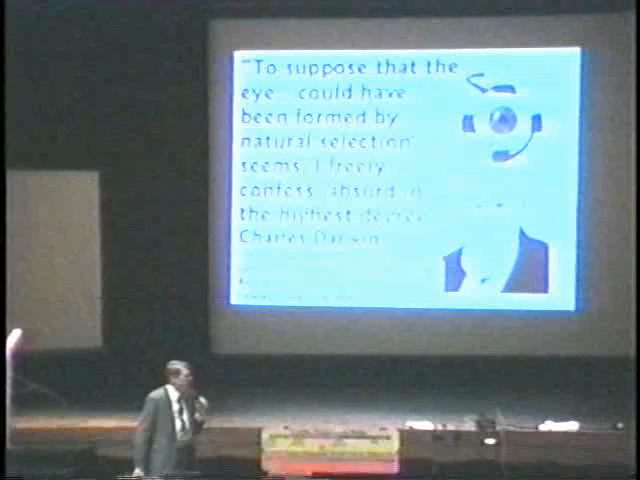 "To suppose that the
eye... could have
been formed by
natural selection
seems, I freely
confess, absurd in
the highest degree
Charles Darwin